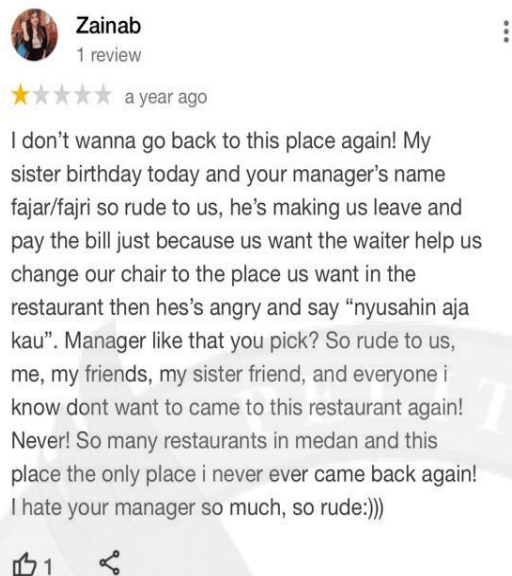 Zainab
1 review
a year ago
I don’t wanna go back to this place again! My
sister birthday today and your manager’s name
fajar/fajri so rude to us, he’s making us leave and
pay the bill just because us want the waiter help us
change our chair to the place us want in the
restaurant then hes’s angry and say “nyusahin aja
kau”. Manager like that you pick? So rude to us,
me, my friends, my sister friend, and everyone i
know dont want to came to this restaurant again!
Never! So many restaurants in medan and this
place the only place i never ever came back again!
I hate your manager so much, so rude:)))
1